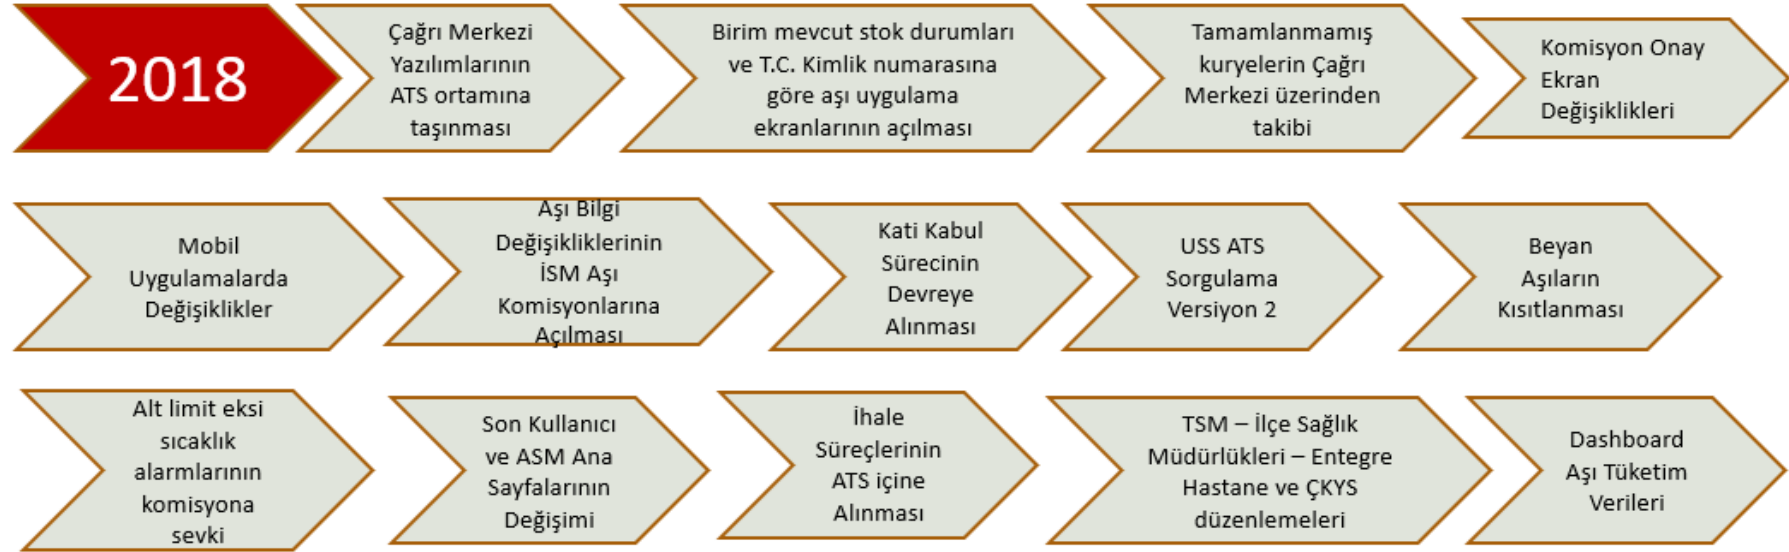 2018
Çağrı Merkezi
Yazılımlarının
ATS ortamına
taşınması
Birim mevcut stok durumları
ve T.C. Kimlik numarasına
göre aşı uygulama
ekranlarının açılması
Tamamlanmamış
kuryelerin Çağrı
Merkezi üzerinden
takibi
Komisyon Onay
Ekran
Değişiklikleri
Mobil
Uygulamalarda
Değişiklikler
Aşı Bilgi
Değişikliklerinin
İSM Aşı
Komisyonlarına
Açılması
Kati Kabul
Sürecinin
Devreye
Alınması
USS ATS
Sorgulama
Versiyon 2
Beyan
Aşıların
Kısıtlanması
Alt limit eksi
sıcaklık
alarmlarının
komisyona
sevki
Son Kullanıcı
ve ASM Ana
Sayfalarının
Değişimi
İhale
Süreçlerinin
ATS içine
Alınması
TSM – İlçe Sağlık
Müdürlükleri – Entegre
Hastane ve ÇKYS
düzenlemeleri
Dashboard
Aşı Tüketim
Verileri